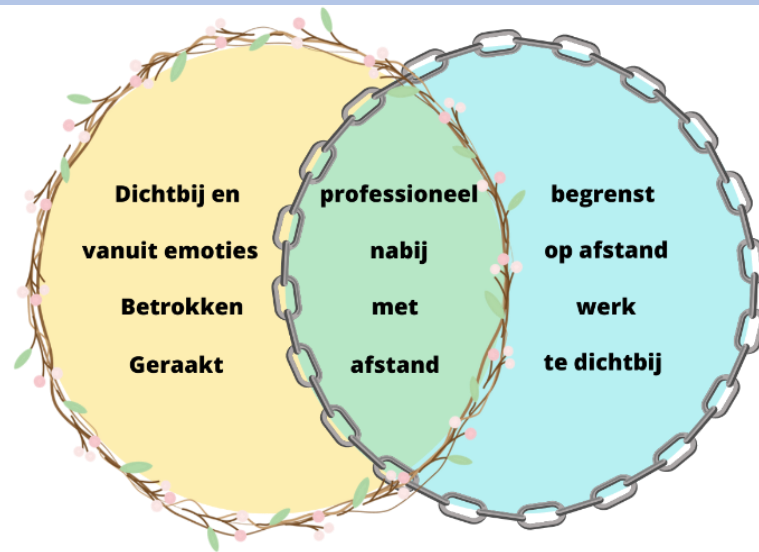 Dichtbij en
vanuit emoties
Betrokken
Geraakt
professioneel
nabij
met
afstand
begrenst
op afstand
werk
te dichtbij